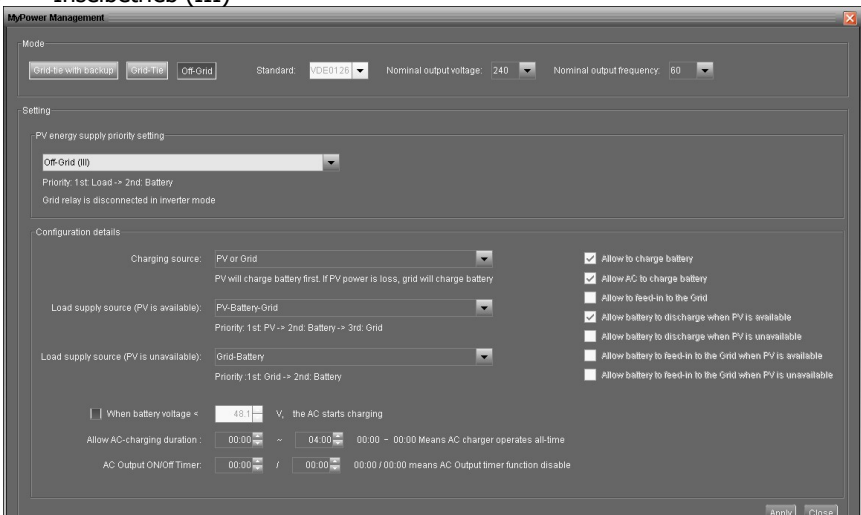 Inselbetrieb (III)
MyPower Management
Mode
Grid-tie with backup Grid-Tie Off-Grid Standard: VDE0126 Nominal output voltage: 240 Nominal output frequency: 60
Setting
PV energy supply priority setting
Off-Grid (III)
Priority: 1st: Load -> 2nd: Battery
Grid relay is disconnected in inverter mode
Configuration details
Charging source: PV or Grid
PV will charge battery first. If PV power is loss, grid will charge battery
Load supply source (PV is available): PV-Battery-Grid
Priority: 1st: PV -> 2nd: Battery -> 3rd: Grid
Load supply source (PV is unavailable): Grid-Battery
Priority :1st: Grid -> 2nd: Battery
Allow to charge battery
Allow AC to charge battery
Allow to feed-in to the Grid
Allow battery to discharge when PV is available
Allow battery to discharge when PV is unavailable
Allow battery to feed-in to the Grid when PV is available
Allow battery to feed-in to the Grid when PV is unavailable
When battery voltage < 48.1 V, the AC starts charging
Allow AC-charging duration : 00:00 ~ 04:00 00:00 - 00:00 Means AC charger operates all-time
AC Output ON/Off Timer: 00:00 / 00:00 00:00 / 00:00 means AC Output timer function disable
Apply Close